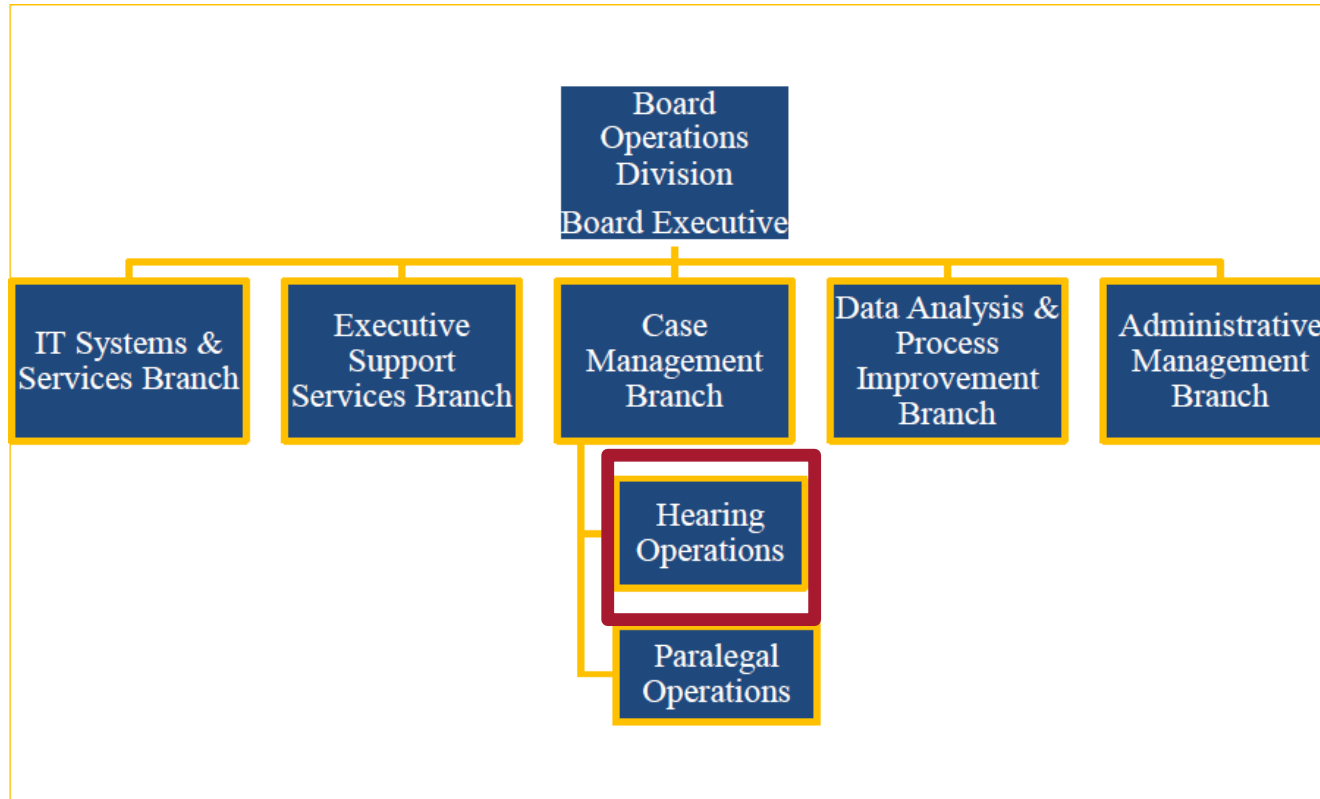 Board
Operations
Division
Board Executive
IT Systems &
Services Branch
Executive
Support
Services Branch
Case
Management
Branch
Data Analysis &
Process
Improvement
Branch
Administrative
Management
Branch
Hearing
Operations
Paralegal
Operations